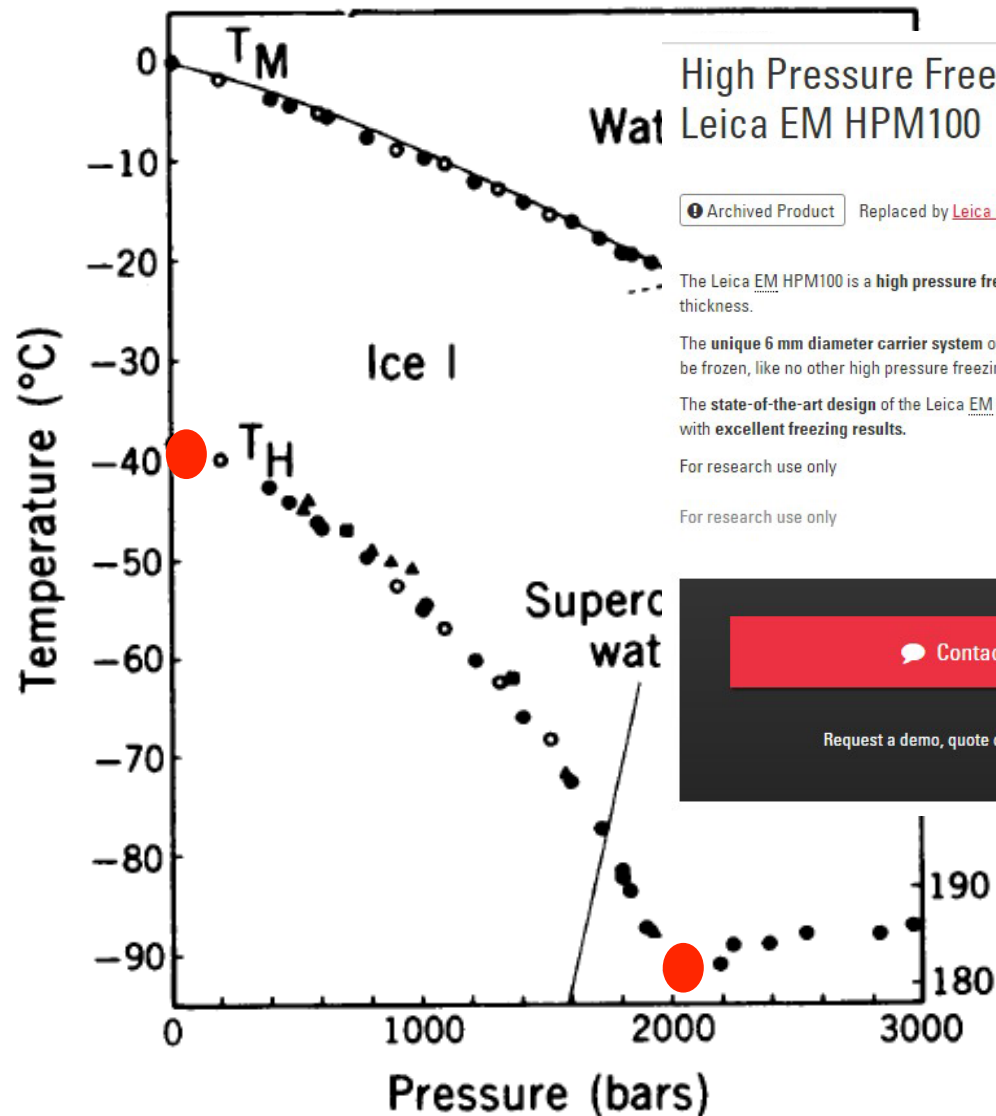 High Pressure Free
Leica EM HPM100
Archived Product
Replaced by Leica
The Leica EM HPM100 is a high pressure fre
thickness.
The unique 6 mm diameter carrier system o
be frozen, like no other high pressure freezin
The state-of-the-art design of the Leica EM
with excellent freezing results.
For research use only
For research use only
Contac
Request a demo, quote o
Temperature (°C)
0
−10
−20
−30
−40
−50
−60
−70
−80
−90
TM
Wat
Ice I
TH
Superc
wat
190
180
0
1000
2000
3000
Pressure (bars)